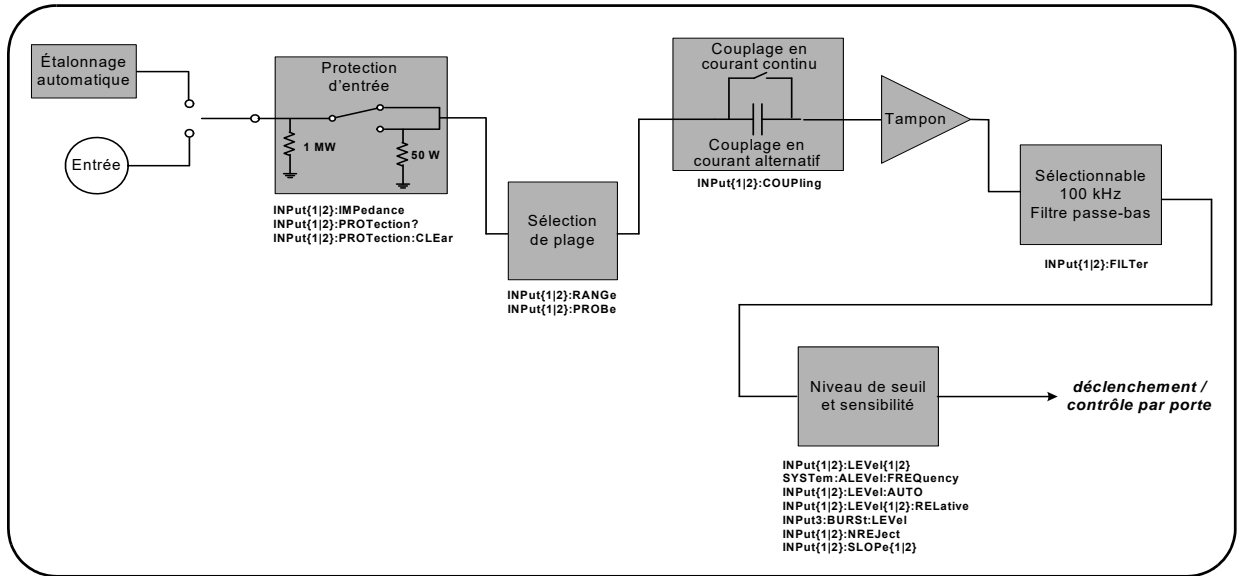 Étalonnage
automatique
Entrée
Protection
d'entrée
1 MW
50 W
INPut{1|2}:IMPedance
INPut{1|2}:PROTection?
INPut{1|2}:PROTection:CLEar
Sélection
de plage
INPut{1|2}:RANGe
INPut{1|2}:PROBe
Couplage en
courant continu
Couplage en
courant alternatif
INPut{1|2}:COUPling
Tampon
Sélectionnable
100 kHz
Filtre passe-bas
INPut{1|2}:FILTer
Niveau de seuil
et sensibilité
déclenchement /
contrôle par porte
INPut{1|2}:LEVel{1|2}
SYSTem:ALEVel:FREQuency
INPut{1|2}:LEVel:AUTO
INPut{1|2}:LEVel{1|2}:RELative
INPut3:BURSt:LEVel
INPut{1|2}:NREJect
INPut{1|2}:SLOPe{1|2}